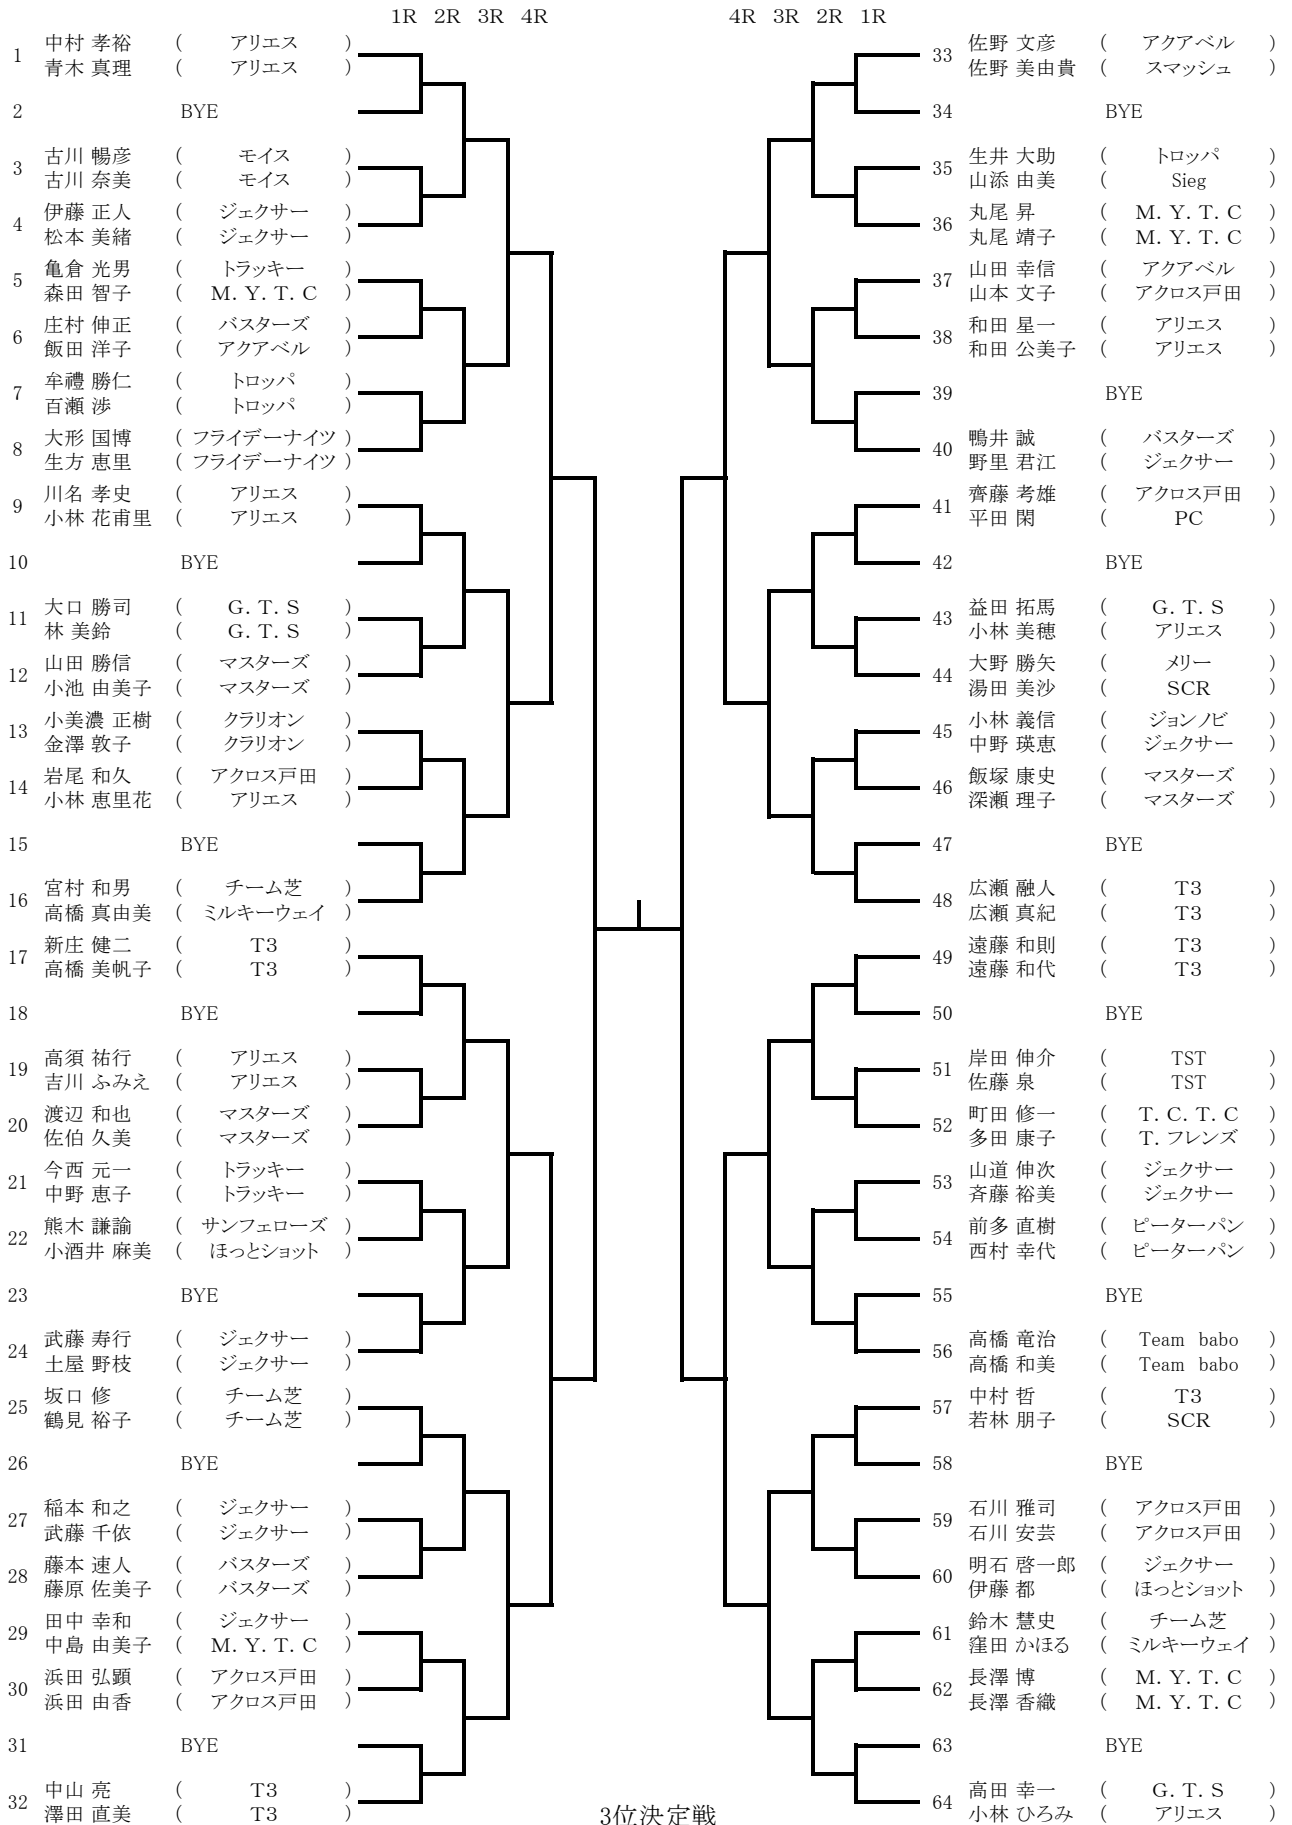 1R 2R 3R 4R
1 中村 孝裕 ( アリエス )
青木 真理 ( アリエス )
2 BYE
3 古川 暢彦 ( モイス )
古川 奈美 ( モイス )
4 伊藤 正人 ( ジェクサー )
松本 美緒 ( ジェクサー )
5 亀倉 光男 ( トラッキー )
森田 智子 ( M. Y. T. C )
6 庄村 伸正 ( バスターズ )
飯田 洋子 ( アクアベル )
7 牟禮 勝仁 ( トロッパ )
百瀬 渉 ( トロッパ )
8 大形 国博 ( フライデーナイツ )
生方 恵里 ( フライデーナイツ )
9 川名 孝史 ( アリエス )
小林 花甫里 ( アリエス )
10 BYE
11 大口 勝司 ( G. T. S )
林 美鈴 ( G. T. S )
12 山田 勝信 ( マスターズ )
小池 由美子 ( マスターズ )
13 小美濃 正樹 ( クラリオン )
金澤 敦子 ( クラリオン )
14 岩尾 和久 ( アクロス戸田 )
小林 恵里花 ( アリエス )
15 BYE
16 宮村 和男 ( チーム芝 )
高橋 真由美 ( ミルキーウェイ )
17 新庄 健二 ( T3 )
高橋 美帆子 ( T3 )
18 BYE
19 高須 祐行 ( アリエス )
吉川 ふみえ ( アリエス )
20 渡辺 和也 ( マスターズ )
佐伯 久美 ( マスターズ )
21 今西 元一 ( トラッキー )
中野 恵子 ( トラッキー )
22 熊木 謙諭 ( サンフェローズ )
小酒井 麻美 ( ほっとショット )
23 BYE
24 武藤 寿行 ( ジェクサー )
土屋 野枝 ( ジェクサー )
25 坂口 修 ( チーム芝 )
鶴見 裕子 ( チーム芝 )
26 BYE
27 稲本 和之 ( ジェクサー )
武藤 千依 ( ジェクサー )
28 藤本 速人 ( バスターズ )
藤原 佐美子 ( バスターズ )
29 田中 幸和 ( ジェクサー )
中島 由美子 ( M. Y. T. C )
30 浜田 弘顕 ( アクロス戸田 )
浜田 由香 ( アクロス戸田 )
31 BYE
32 中山 亮 ( T3 )
澤田 直美 ( T3 )
4R 3R 2R 1R
33 佐野 文彦 ( アクアベル )
佐野 美由貴 ( スマッシュ )
34 BYE
35 生井 大助 ( トロッパ )
山添 由美 ( Sieg )
36 丸尾 昇 ( M. Y. T. C )
丸尾 靖子 ( M. Y. T. C )
37 山田 幸信 ( アクアベル )
山本 文子 ( アクロス戸田 )
38 和田 星一 ( アリエス )
和田 公美子 ( アリエス )
39 BYE
40 鴨井 誠 ( バスターズ )
野里 君江 ( ジェクサー )
41 齊藤 考雄 ( アクロス戸田 )
平田 閑 ( PC )
42 BYE
43 益田 拓馬 ( G. T. S )
小林 美穂 ( アリエス )
44 大野 勝矢 ( メリー )
湯田 美沙 ( SCR )
45 小林 義信 ( ジョンノビ )
中野 瑛恵 ( ジェクサー )
46 飯塚 康史 ( マスターズ )
深瀬 理子 ( マスターズ )
47 BYE
48 広瀬 融人 ( T3 )
広瀬 真紀 ( T3 )
49 遠藤 和則 ( T3 )
遠藤 和代 ( T3 )
50 BYE
51 岸田 伸介 ( TST )
佐藤 泉 ( TST )
52 町田 修一 ( T. C. T. C )
多田 康子 ( T. フレンズ )
53 山道 伸次 ( ジェクサー )
斉藤 裕美 ( ジェクサー )
54 前多 直樹 ( ピーターパン )
西村 幸代 ( ピーターパン )
55 BYE
56 高橋 竜治 ( Team babo )
高橋 和美 ( Team babo )
57 中村 哲 ( T3 )
若林 朋子 ( SCR )
58 BYE
59 石川 雅司 ( アクロス戸田 )
石川 安芸 ( アクロス戸田 )
60 明石 啓一郎 ( ジェクサー )
伊藤 都 ( ほっとショット )
61 鈴木 慧史 ( チーム芝 )
窪田 かほる ( ミルキーウェイ )
62 長澤 博 ( M. Y. T. C )
長澤 香織 ( M. Y. T. C )
63 BYE
64 高田 幸一 ( G. T. S )
小林 ひろみ ( アリエス )
3位決定戦